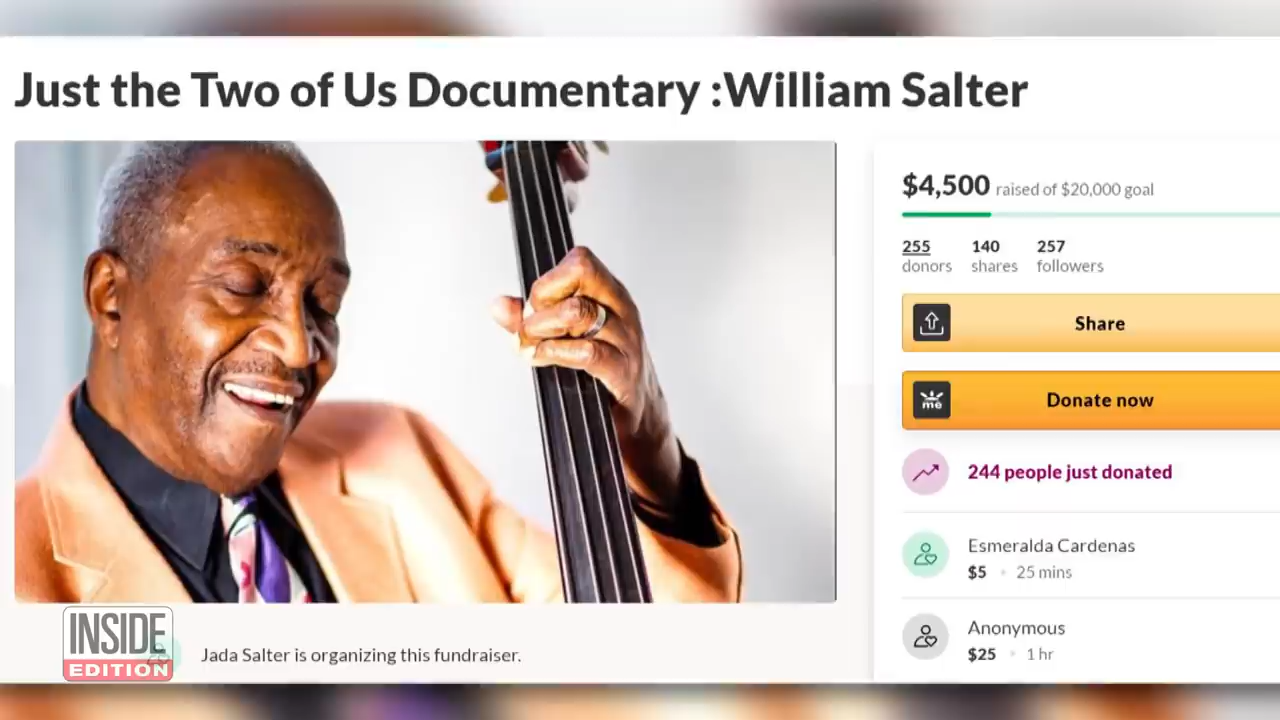 Just the Two of Us Documentary :William Salter
$4,500 raised of $20,000 goal
255 140 257
donors shares followers
Share
me Donate now
244 people just donated
Esmeralda Cardenas
$5 • 25 mins
Anonymous
$25 • 1 hr
Jada Salter is organizing this fundraiser.
INSIDE
EDITION